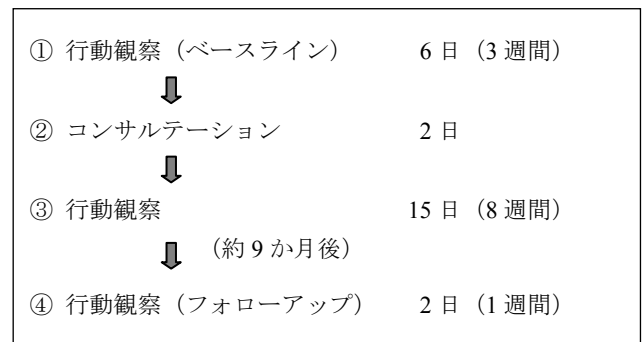 ① 行動観察（ベースライン） 6 日（3 週間）
② コンサルテーション 2 日
③ 行動観察 15 日（8 週間）
（約 9 か月後）
④ 行動観察（フォローアップ） 2 日（1 週間）